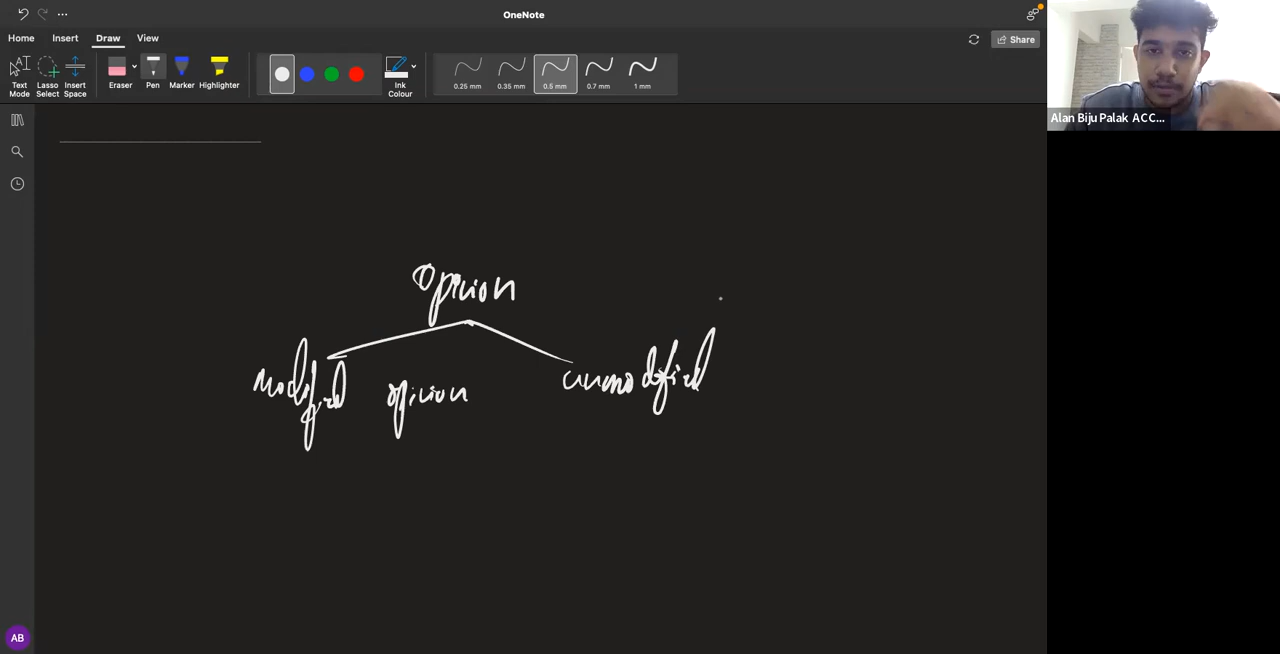 OneNote
Home Insert Draw View
Share
Text Mode
Lasso Select
Insert Space
Eraser
Pen
Marker
Highlighter
Ink Colour
0.25 mm
0.35 mm
0.5 mm
0.7 mm
1 mm
Alan Biju Palak ACC...
Opinion
modified opinion unmodified
AB